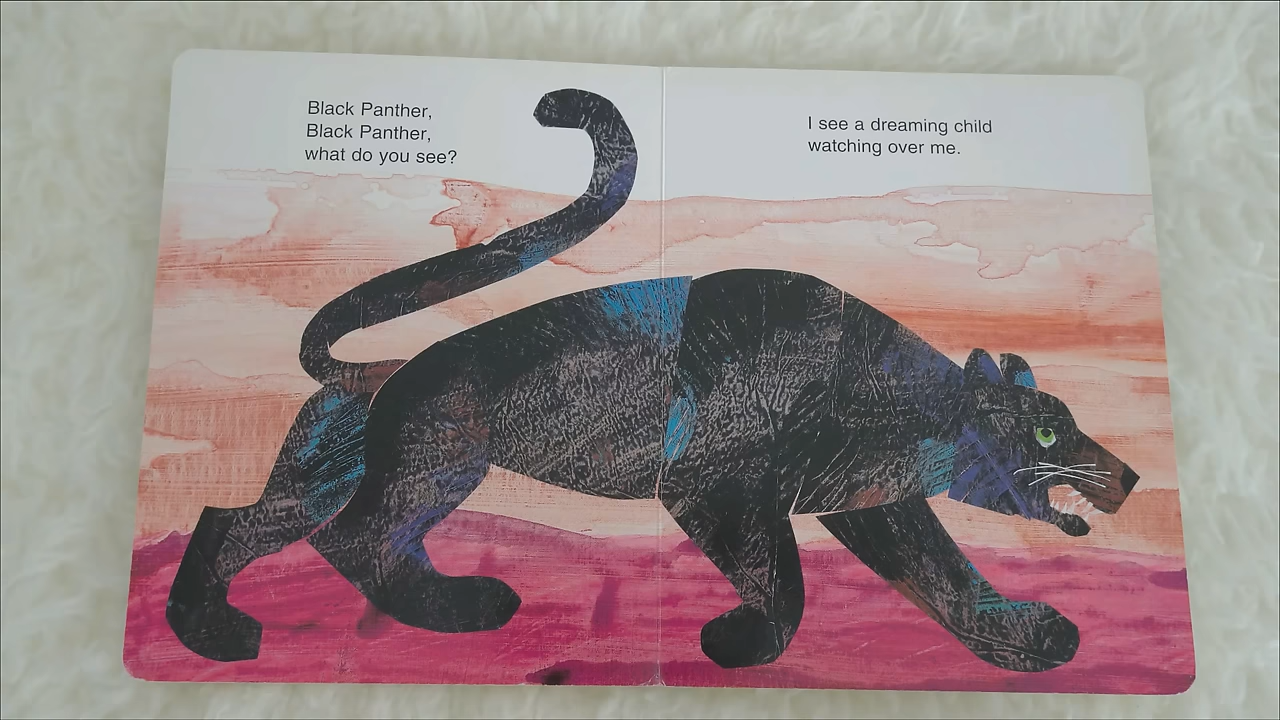 Black Panther,
Black Panther,
what do you see?
I see a dreaming child
watching over me.